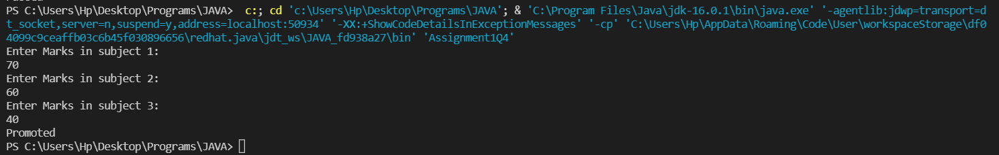 PS C:\Users\Hp\Desktop\Programs\JAVA>  c:; cd 'c:\Users\Hp\Desktop\Programs\JAVA'; & 'C:\Program Files\Java\jdk-16.0.1\bin\java.exe' '-agentlib:jdwp=transport=d
t_socket,server=n,suspend=y,address=localhost:50934' '-XX:+ShowCodeDetailsInExceptionMessages' '-cp' 'C:\Users\Hp\AppData\Roaming\Code\User\workspaceStorage\df0
4099c9ceaffb03c6b45f030896656\redhat.java\jdt_ws\JAVA_fd938a27\bin' 'Assignment1Q4'
Enter Marks in subject 1:
70
Enter Marks in subject 2:
60
Enter Marks in subject 3:
40
Promoted
PS C:\Users\Hp\Desktop\Programs\JAVA>